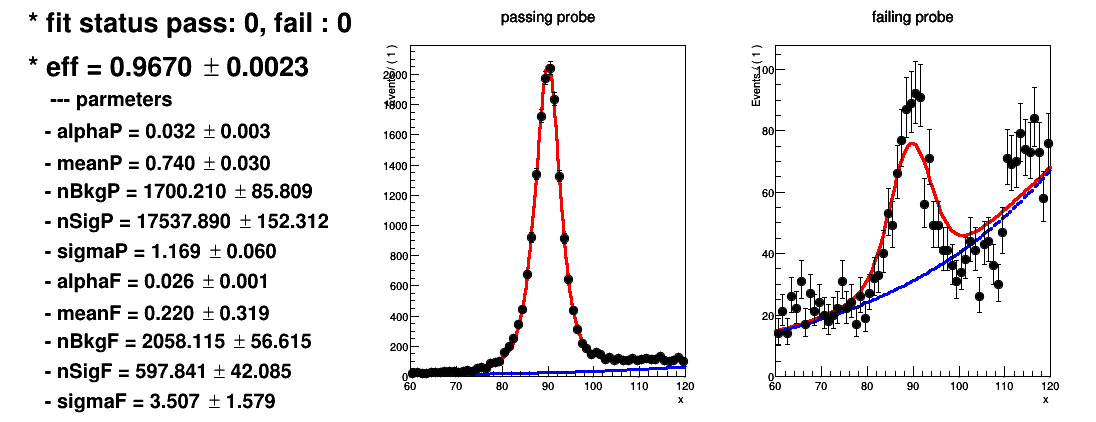 * fit status pass: 0, fail : 0
* eff = 0.9670 ± 0.0023
--- parmeters
- alphaP = 0.032 ± 0.003
- meanP = 0.740 ± 0.030
- nBkgP = 1700.210 ± 85.809
- nSigP = 17537.890 ± 152.312
- sigmaP = 1.169 ± 0.060
- alphaF = 0.026 ± 0.001
- meanF = 0.220 ± 0.319
- nBkgF = 2058.115 ± 56.615
- nSigF = 597.841 ± 42.085
- sigmaF = 3.507 ± 1.579
passing probe
Events / ( 1 )
2000
1800
1600
1400
1200
1000
800
600
400
200
0
60 70 80 90 100 110 120
x
failing probe
Events / ( 1 )
100
80
60
40
20
0
60 70 80 90 100 110 120
x